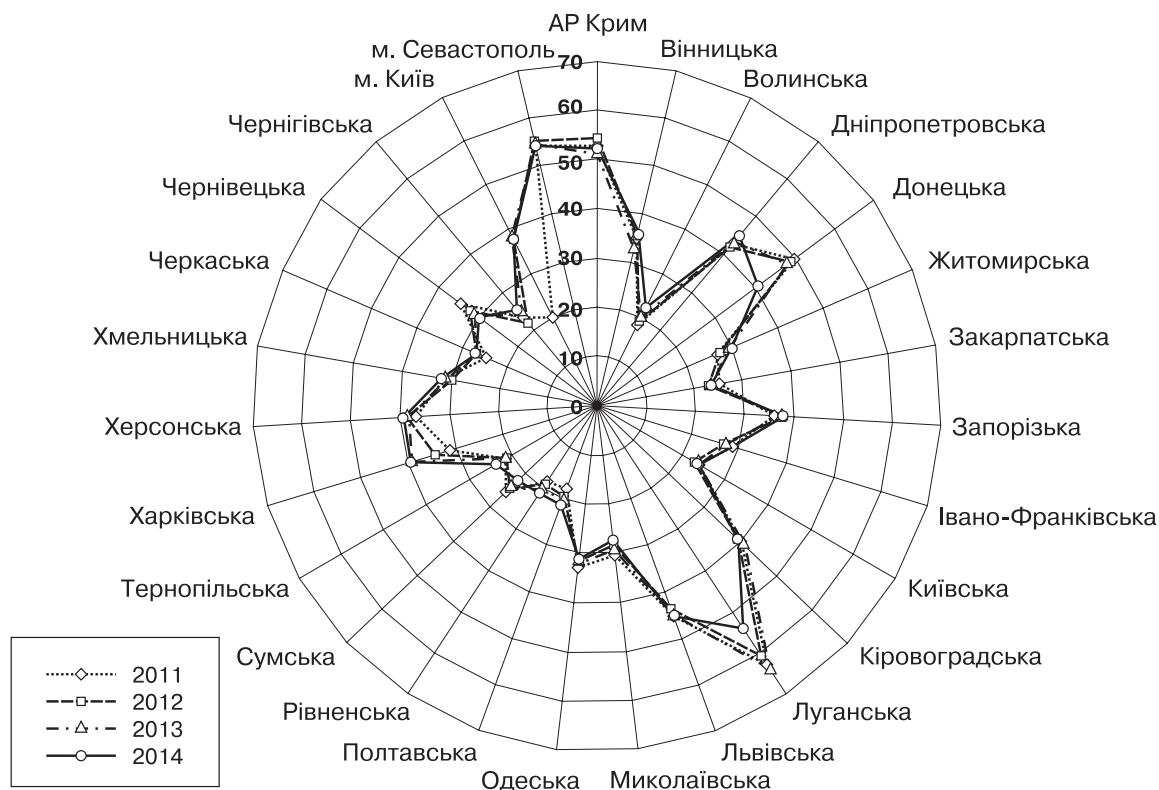 АР Крим
Вінницька
Волинська
Дніпропетровська
Донецька
Житомирська
Закарпатська
Запорізька
Івано-Франківська
Київська
Кіровоградська
Луганська
Львівська
Миколаївська
Одеська
Полтавська
Рівненська
Сумська
Тернопільська
Харківська
Херсонська
Хмельницька
Черкаська
Чернівецька
Чернігівська
м. Київ
м. Севастополь
70
60
50
40
30
20
10
0
2011
2012
2013
2014